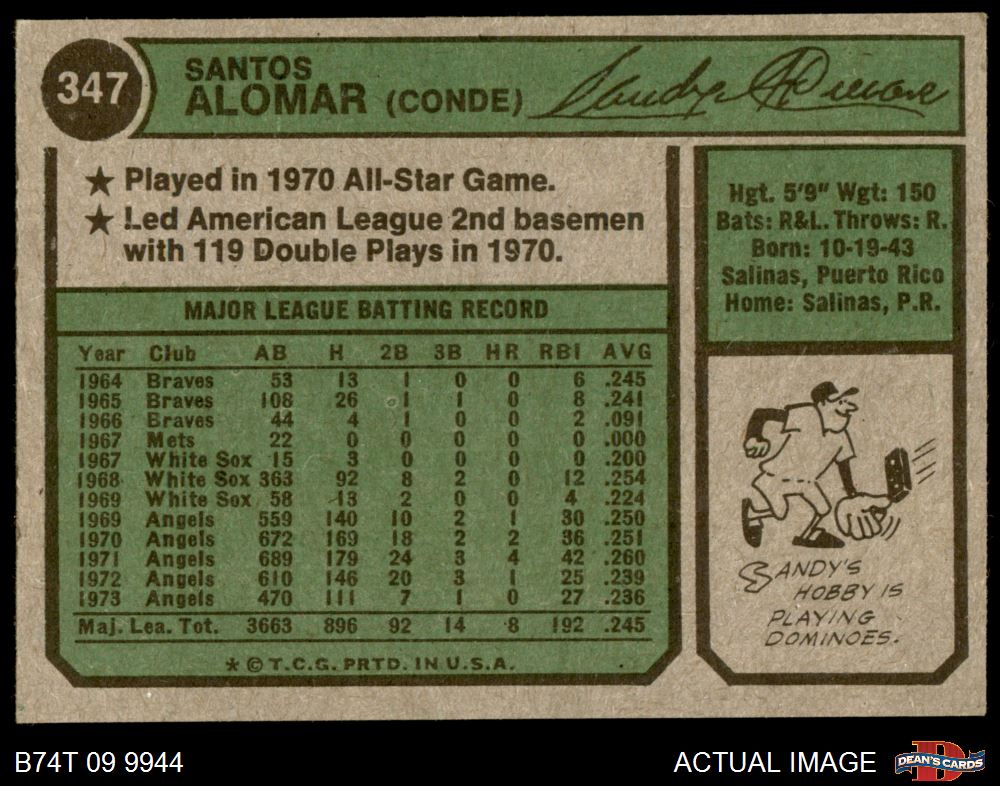 347
SANTOS
ALOMAR (CONDE)
Sandy Alomar
★ Played in 1970 All-Star Game.
★ Led American League 2nd basemen
with 119 Double Plays in 1970.
MAJOR LEAGUE BATTING RECORD
Year Club AB H 2B 3B HR RBI AVG
1964 Braves 53 13 1 0 0 6 .245
1965 Braves 108 26 1 1 0 8 .241
1966 Braves 44 4 1 0 0 2 .091
1967 Mets 22 0 0 0 0 0 .000
1967 White Sox 15 3 0 0 0 0 .200
1968 White Sox 363 92 8 2 0 12 .254
1969 White Sox 58 13 2 0 0 4 .224
1969 Angels 559 140 10 2 1 30 .250
1970 Angels 672 169 18 2 2 36 .251
1971 Angels 689 179 24 3 4 42 .260
1972 Angels 610 146 20 3 1 25 .239
1973 Angels 470 111 7 1 0 27 .236
Maj. Lea. Tot. 3663 896 92 14 8 192 .245
★ © T.C.G. PRTD. IN U.S.A.
Hgt. 5'9" Wgt: 150
Bats: R&L. Throws: R.
Born: 10-19-43
Salinas, Puerto Rico
Home: Salinas, P.R.
SANDY'S
HOBBY IS
PLAYING
DOMINOES.
B74T 09 9944
ACTUAL IMAGE
D
DEAN'S CARDS